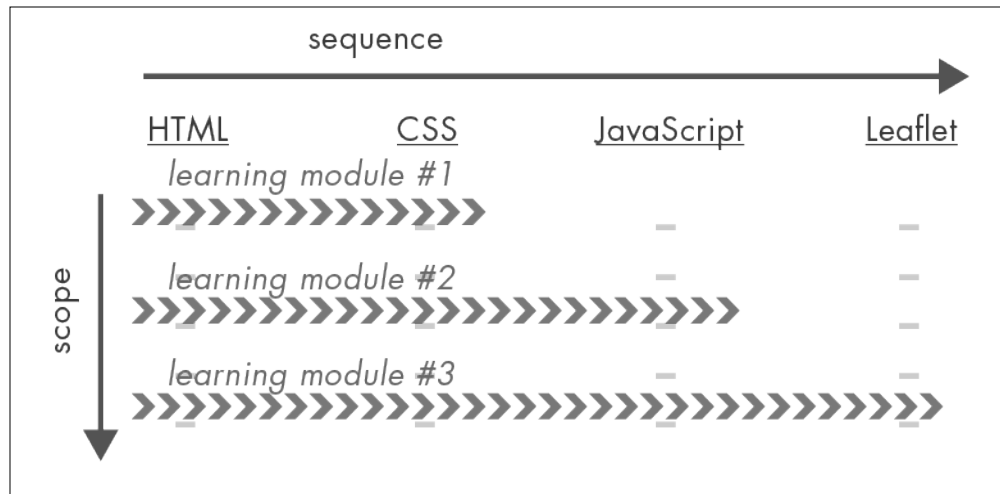 sequence
HTML CSS JavaScript Leaflet
learning module #1
scope
learning module #2
learning module #3